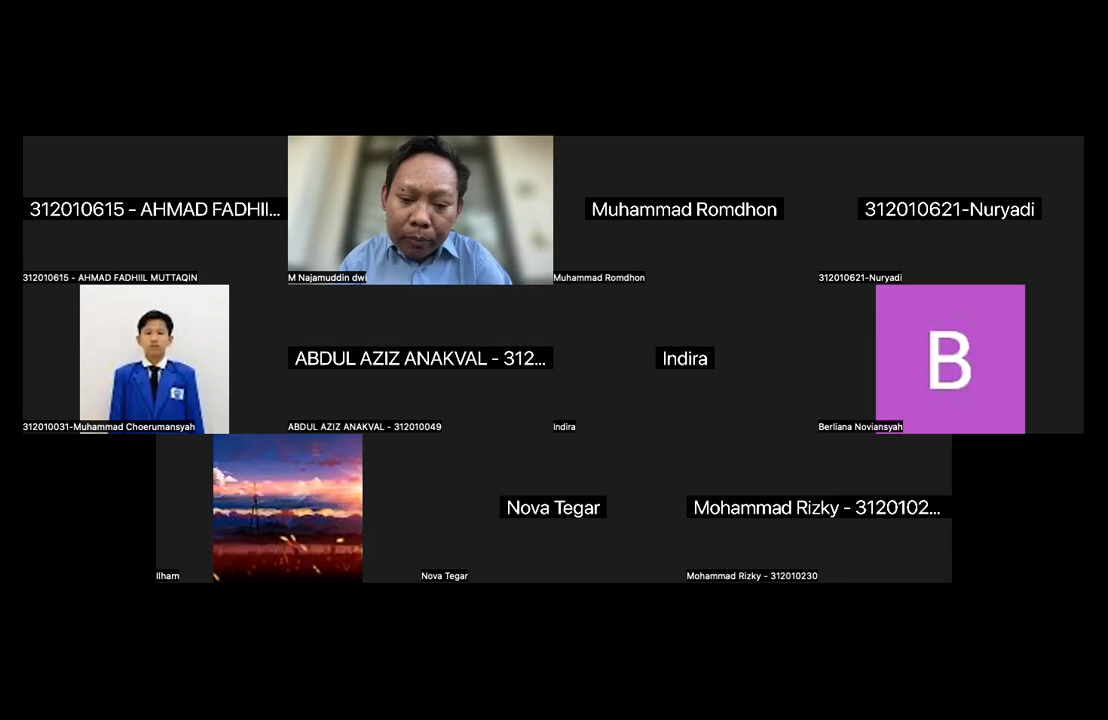 312010615 - AHMAD FADHIIL...
312010615 - AHMAD FADHIIL MUTTAQIN
M Najamuddin dwi
Muhammad Romdhon
Muhammad Romdhon
312010621-Nuryadi
312010621-Nuryadi
312010031-Muhammad Choerumansyah
ABDUL AZIZ ANAKVAL - 312...
ABDUL AZIZ ANAKVAL - 312010049
Indira
Indira
B
Berliana Noviansyah
Ilham
Nova Tegar
Nova Tegar
Mohammad Rizky - 3120102...
Mohammad Rizky - 312010230